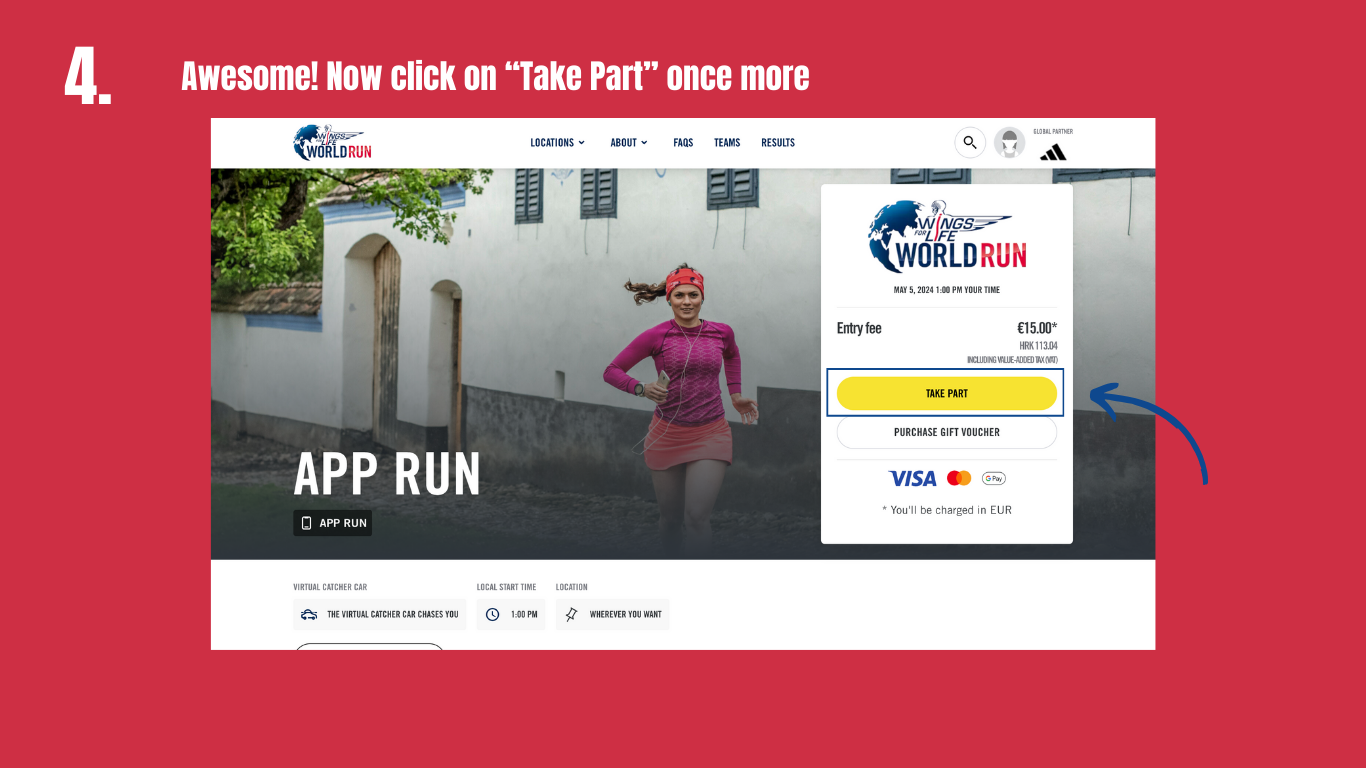 4.
Awesome! Now click on “Take Part” once more
WINGS
FOR LIFE
WORLD RUN
LOCATIONS
ABOUT
FAQS
TEAMS
RESULTS
GLOBAL PARTNER
WINGS
FOR LIFE
WORLD RUN
MAY 5, 2024 1:00 PM YOUR TIME
Entry fee €15.00*
HRK 113.04
INCLUDING VALUE-ADDED TAX (VAT)
TAKE PART
PURCHASE GIFT VOUCHER
VISA
G Pay
* You'll be charged in EUR
APP RUN
APP RUN
VIRTUAL CATCHER CAR
THE VIRTUAL CATCHER CAR CHASES YOU
LOCAL START TIME
1:00 PM
LOCATION
WHEREVER YOU WANT